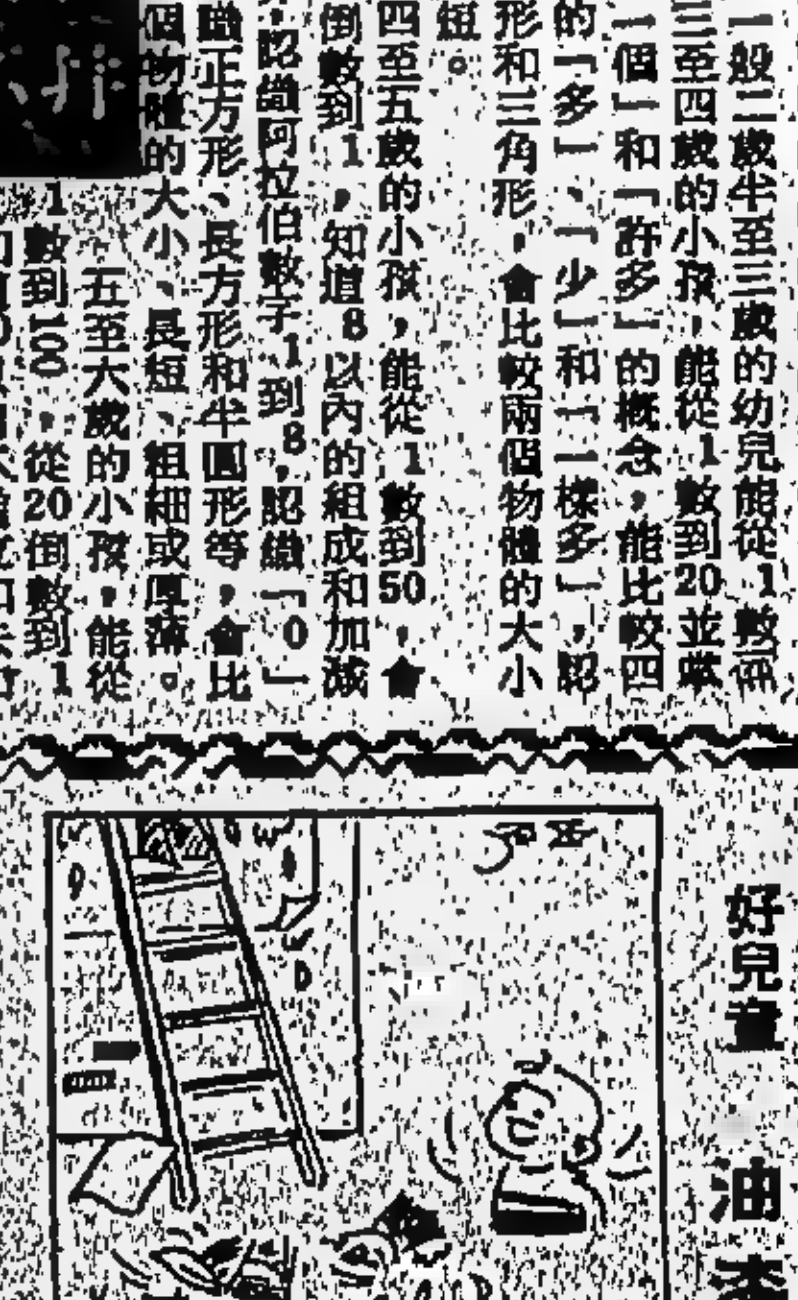 一般二歲半至三歲的幼兒能從1數
三至四歲的小孩,能從1數到20並
一個」和「許多」的概念,能比較四
的「多」、「少」和「一樣多」,認
形和三角形,會比較兩個物體的大小
短。
四至五歲的小孩,能從1數到50,會
倒數到1,知道8以內的組成和加減
認識阿拉伯數字1到8,認識「0」
識正方形、長方形和半圓形等,會比
個物體的大小、長短、粗細或厚薄。
五至六歲的小孩,能從
1數到100,從20倒數到1
好兒童 油